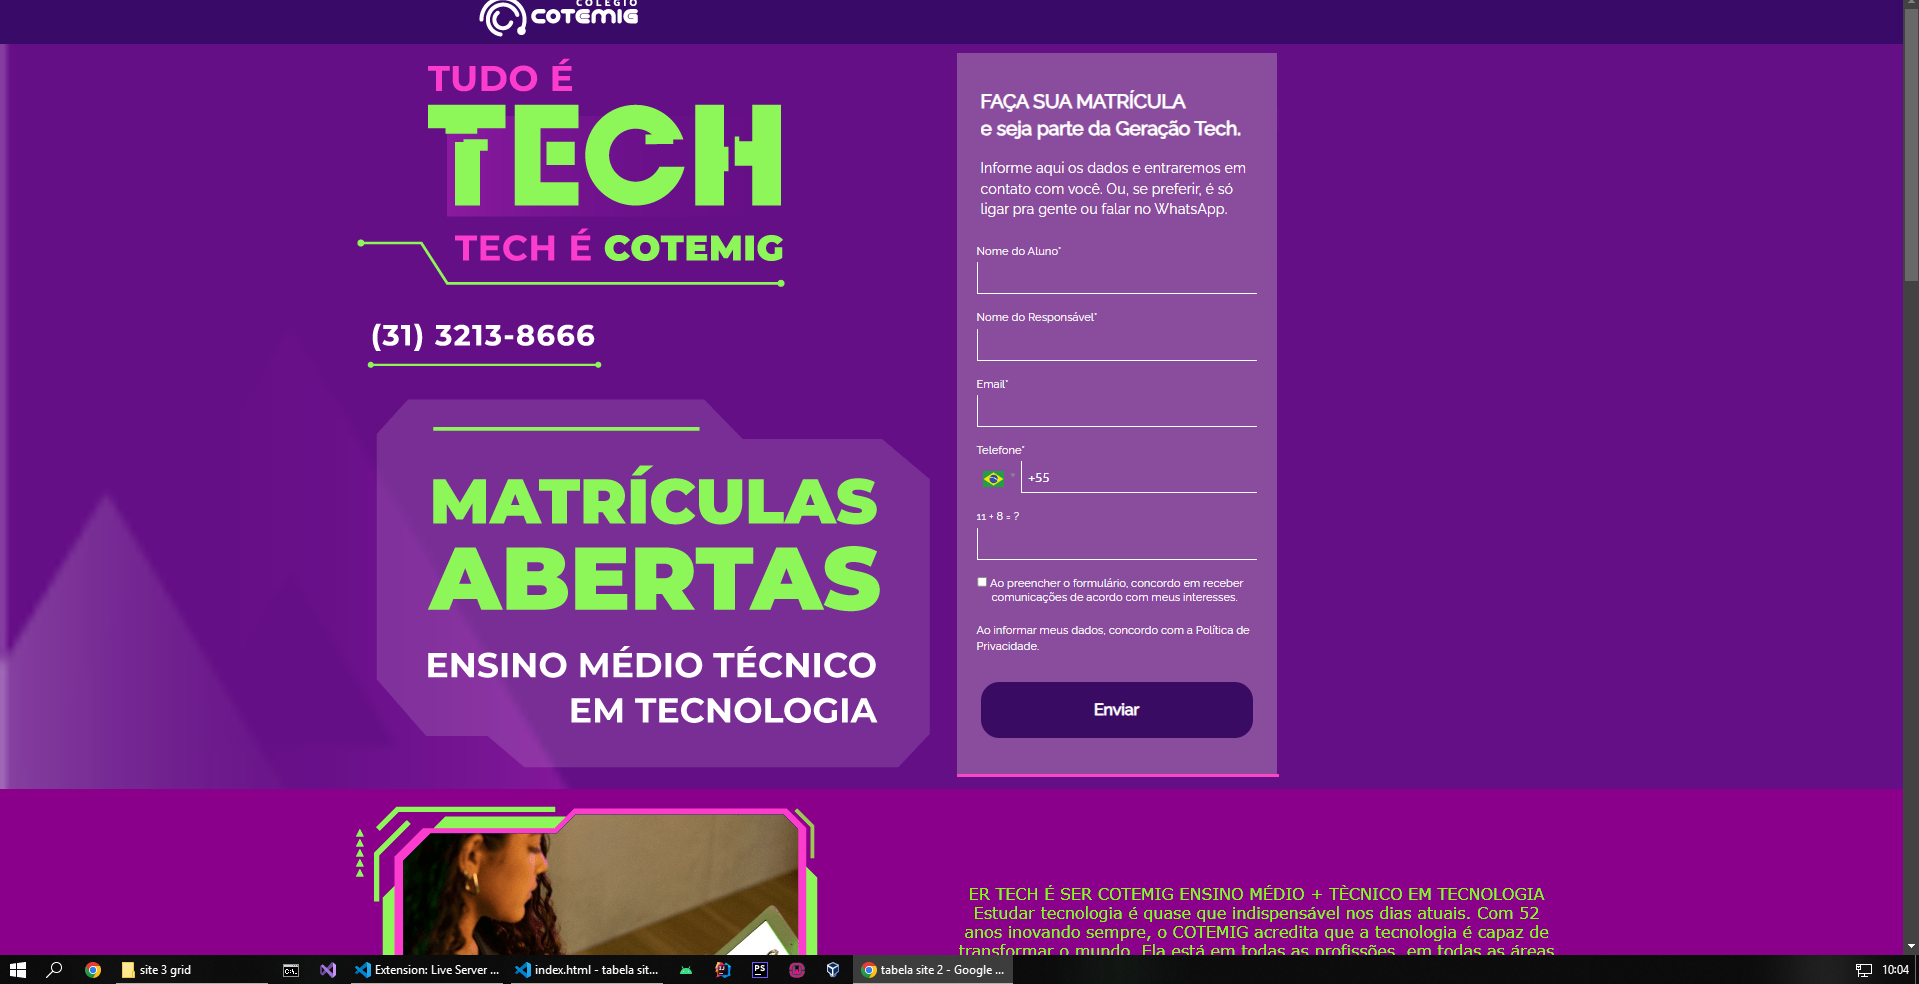 COLÉGIO
COTEMIG
TUDO É
TECH
TECH É COTEMIG
(31) 3213-8666
MATRÍCULAS
ABERTAS
ENSINO MÉDIO TÉCNICO
EM TECNOLOGIA
FAÇA SUA MATRÍCULA
e seja parte da Geração Tech.
Informe aqui os dados e entraremos em
contato com você. Ou, se preferir, é só
ligar pra gente ou falar no WhatsApp.
Nome do Aluno*
Nome do Responsável*
Email*
Telefone*
+55
11 + 8 = ?
Ao preencher o formulário, concordo em receber
comunicações de acordo com meus interesses.
Ao informar meus dados, concordo com a Política de
Privacidade.
Enviar
ER TECH É SER COTEMIG ENSINO MÉDIO + TÈCNICO EM TECNOLOGIA
Estudar tecnologia é quase que indispensável nos dias atuais. Com 52
anos inovando sempre, o COTEMIG acredita que a tecnologia é capaz de
transformar o mundo. Ela está em todas as profissões, em todas as áreas
site 3 grid
Extension: Live Server ...
index.html - tabela sit...
PS
tabela site 2 - Google ...
10:04